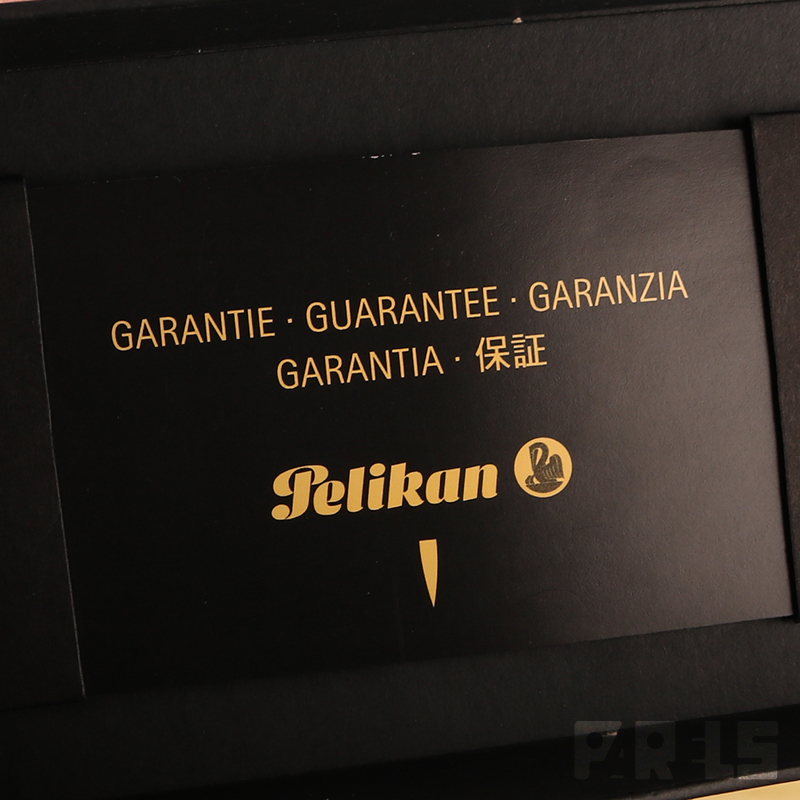 GARANTIE · GUARANTEE · GARANZIA
GARANTIA · 保証
Pelikan
PARELS